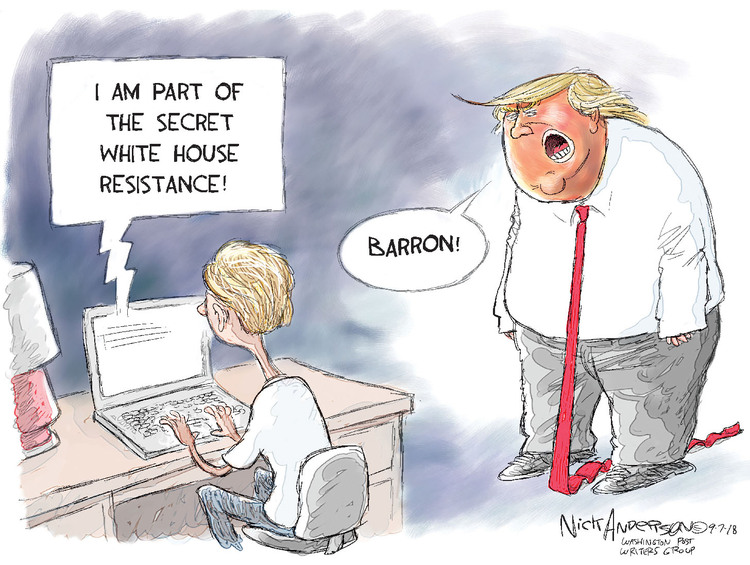 I AM PART OF
THE SECRET
WHITE HOUSE
RESISTANCE!
BARRON!
NICK ANDERSON © 9-7-18
WASHINGTON POST
WRITERS GROUP